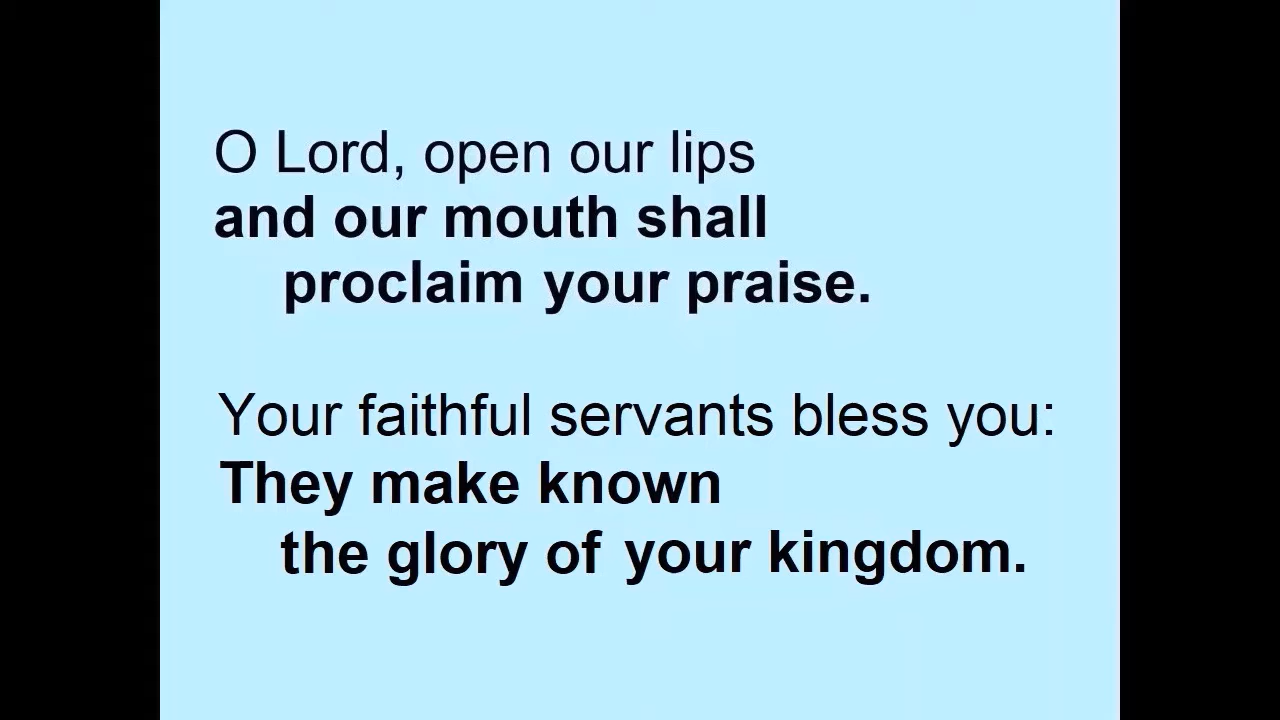 O Lord, open our lips
and our mouth shall
proclaim your praise.
Your faithful servants bless you:
They make known
the glory of your kingdom.